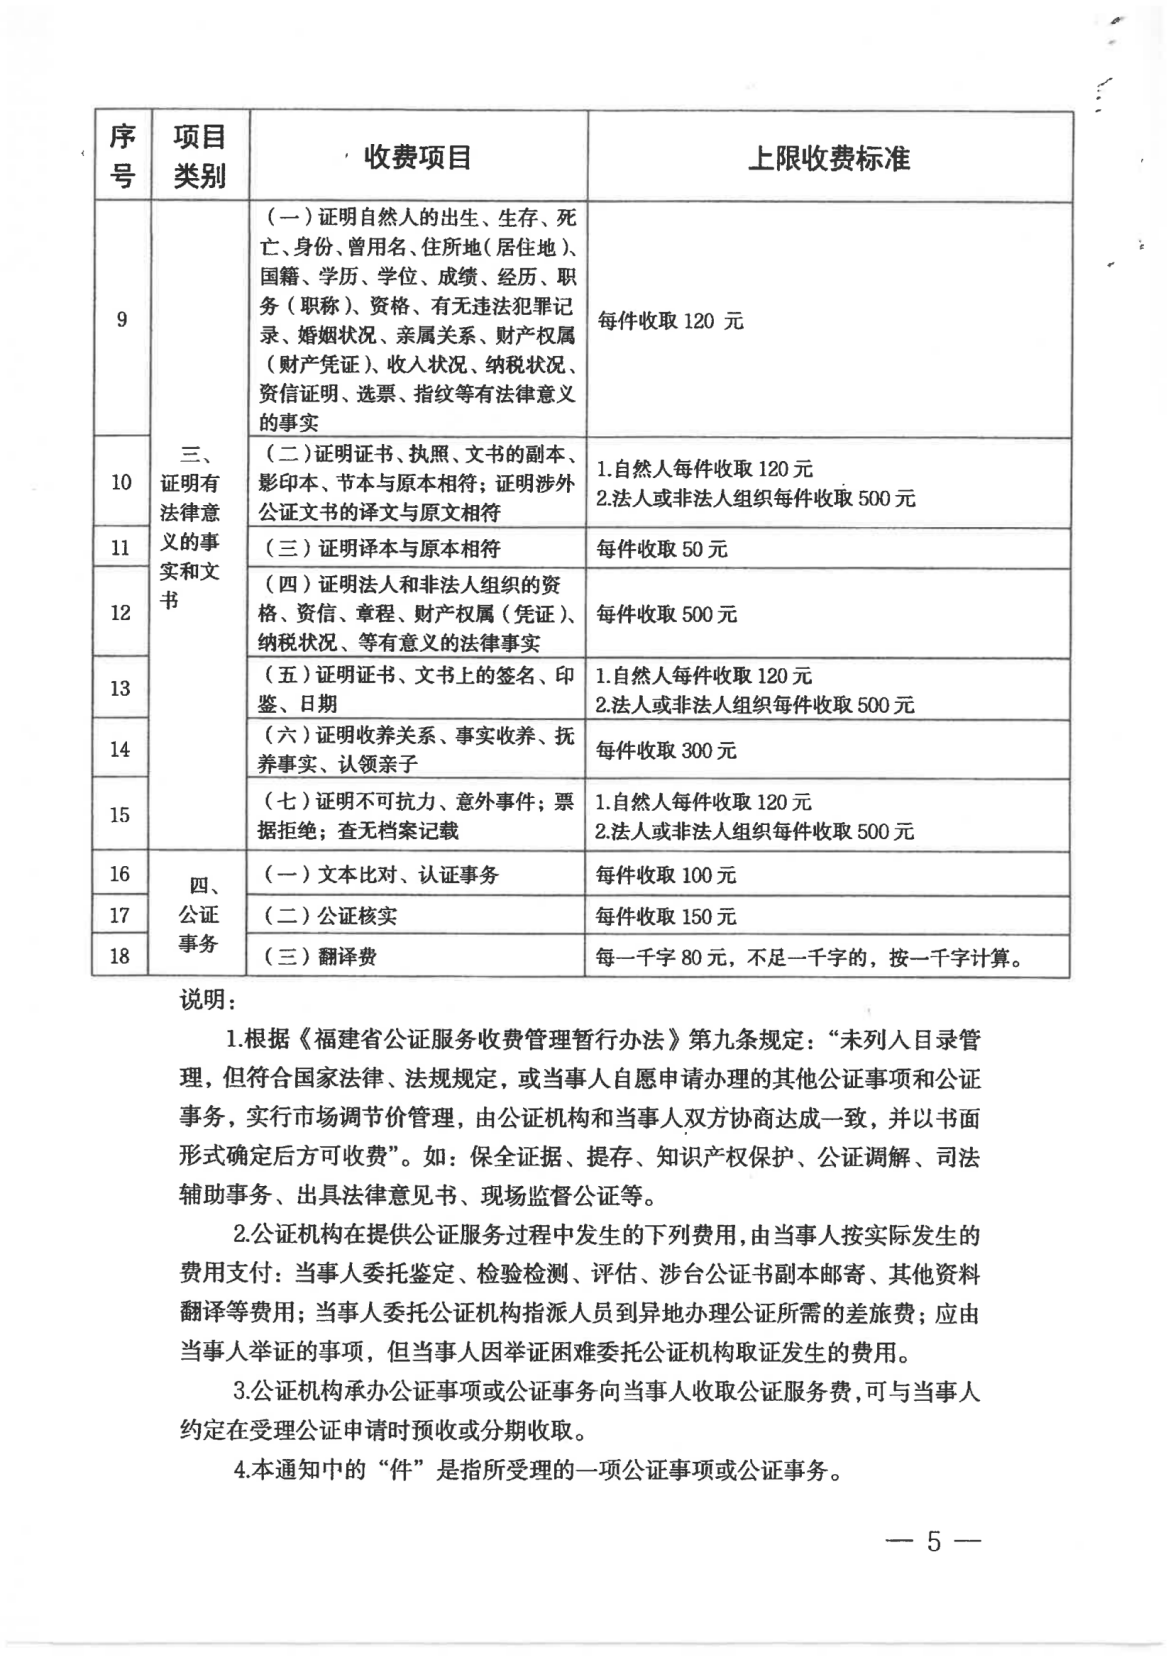 序号
项目类别
收费项目
上限收费标准
9
三、
证明有
法律意
义的事
实和文
书
（一）证明自然人的出生、生存、死
亡、身份、曾用名、住所地（居住地）、
国籍、学历、学位、成绩、经历、职
务（职称）、资格、有无违法犯罪记
录、婚姻状况、亲属关系、财产权属
（财产凭证）、收入状况、纳税状况、
资信证明、选票、指纹等有法律意义
的事实
每件收取 120 元
10
（二）证明证书、执照、文书的副本、
影印本、节本与原本相符；证明涉外
公证文书的译文与原文相符
1.自然人每件收取 120 元
2.法人或非法人组织每件收取 500 元
11
（三）证明译本与原本相符
每件收取 50 元
12
（四）证明法人和非法人组织的资
格、资信、章程、财产权属（凭证）、
纳税状况、等有意义的法律事实
每件收取 500 元
13
（五）证明证书、文书上的签名、印
鉴、日期
1.自然人每件收取 120 元
2.法人或非法人组织每件收取 500 元
14
（六）证明收养关系、事实收养、抚
养事实、认领亲子
每件收取 300 元
15
（七）证明不可抗力、意外事件；票
据拒绝；查无档案记载
1.自然人每件收取 120 元
2.法人或非法人组织每件收取 500 元
16
四、
公证
事务
（一）文本比对、认证事务
每件收取 100 元
17
（二）公证核实
每件收取 150 元
18
（三）翻译费
每一千字 80 元，不足一千字的，按一千字计算。
说明：
1.根据《福建省公证服务收费管理暂行办法》第九条规定：“未列入目录管
理，但符合国家法律、法规规定，或当事人自愿申请办理的其他公证事项和公证
事务，实行市场调节价管理，由公证机构和当事人双方协商达成一致，并以书面
形式确定后方可收费”。如：保全证据、提存、知识产权保护、公证调解、司法
辅助事务、出具法律意见书、现场监督公证等。
2.公证机构在提供公证服务过程中发生的下列费用，由当事人按实际发生的
费用支付：当事人委托鉴定、检验检测、评估、涉台公证书副本邮寄、其他资料
翻译等费用；当事人委托公证机构指派人员到异地办理公证所需的差旅费；应由
当事人举证的事项，但当事人因举证困难委托公证机构取证发生的费用。
3.公证机构承办公证事项或公证事务向当事人收取公证服务费，可与当事人
约定在受理公证申请时预收或分期收取。
4.本通知中的“件”是指所受理的一项公证事项或公证事务。
— 5 —